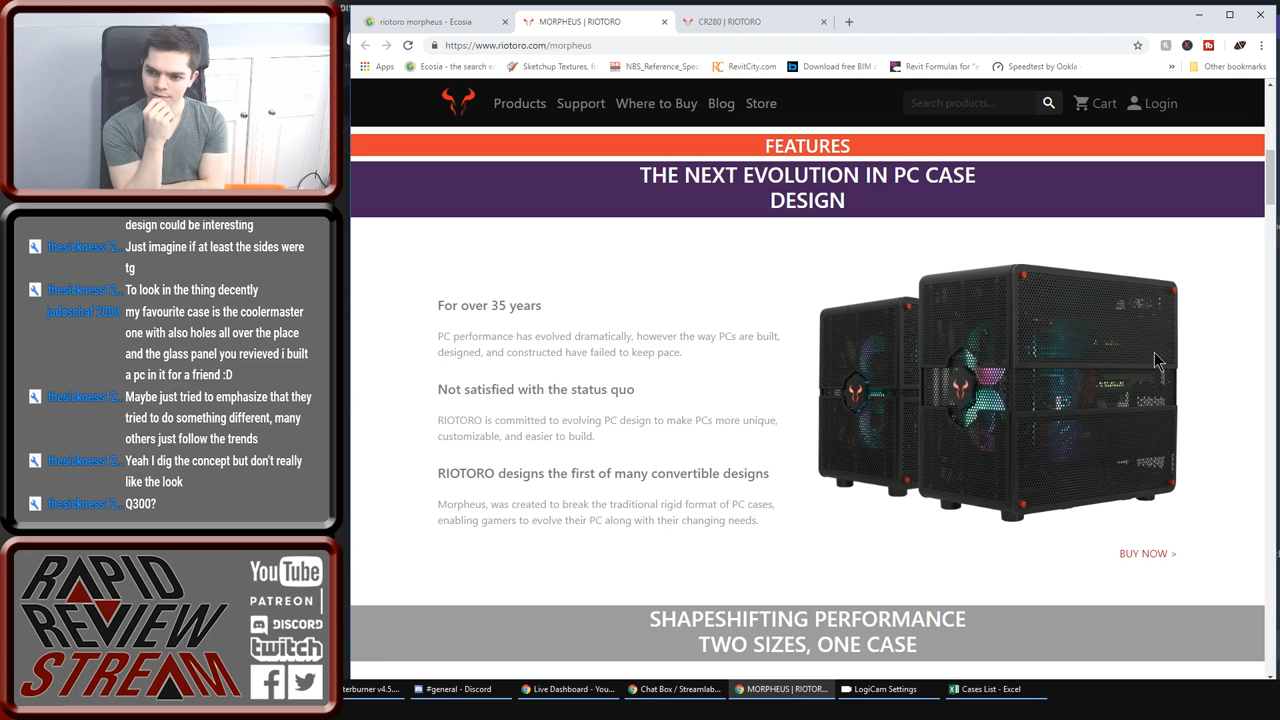 riotoro morpheus - Ecosia
MORPHEUS | RIOTORO
CR280 | RIOTORO
https://www.riotoro.com/morpheus
Apps
Ecosia - the search en
Sketchup Textures: fr
NBS_Reference_Spec
RevitCity.com
Download free BIM c
Revit Formulas for "e
Speedtest by Ookla -
»
Other bookmarks
Products
Support
Where to Buy
Blog
Store
Search products...
Cart
Login
FEATURES
THE NEXT EVOLUTION IN PC CASE
DESIGN
For over 35 years
PC performance has evolved dramatically, however the way PCs are built,
designed, and constructed have failed to keep pace.
Not satisfied with the status quo
RIOTORO is committed to evolving PC design to make PCs more unique,
customizable, and easier to build.
RIOTORO designs the first of many convertible designs
Morpheus, was created to break the traditional rigid format of PC cases,
enabling gamers to evolve their PC along with their changing needs.
BUY NOW >
SHAPESHIFTING PERFORMANCE
TWO SIZES, ONE CASE
design could be interesting
thesickness12... Just imagine if at least the sides were
tg
thesickness12... To look in the thing decently
judoschaf 2000 my favourite case is the coolermaster
one with also holes all over the place
and the glass panel you revieved i built
a pc in it for a friend :D
thesickness12... Maybe just tried to emphasize that they
tried to do something different, many
others just follow the trends
thesickness12... Yeah I dig the concept but don't really
like the look
thesickness12... Q300?
RAPID
REVIEW
STREAM
YouTube
PATREON
DISCORD
twitch
terburner v4.5....
#general - Discord
Live Dashboard - You...
Chat Box / Streamlab...
MORPHEUS | RIOTOR...
LogiCam Settings
Cases List - Excel